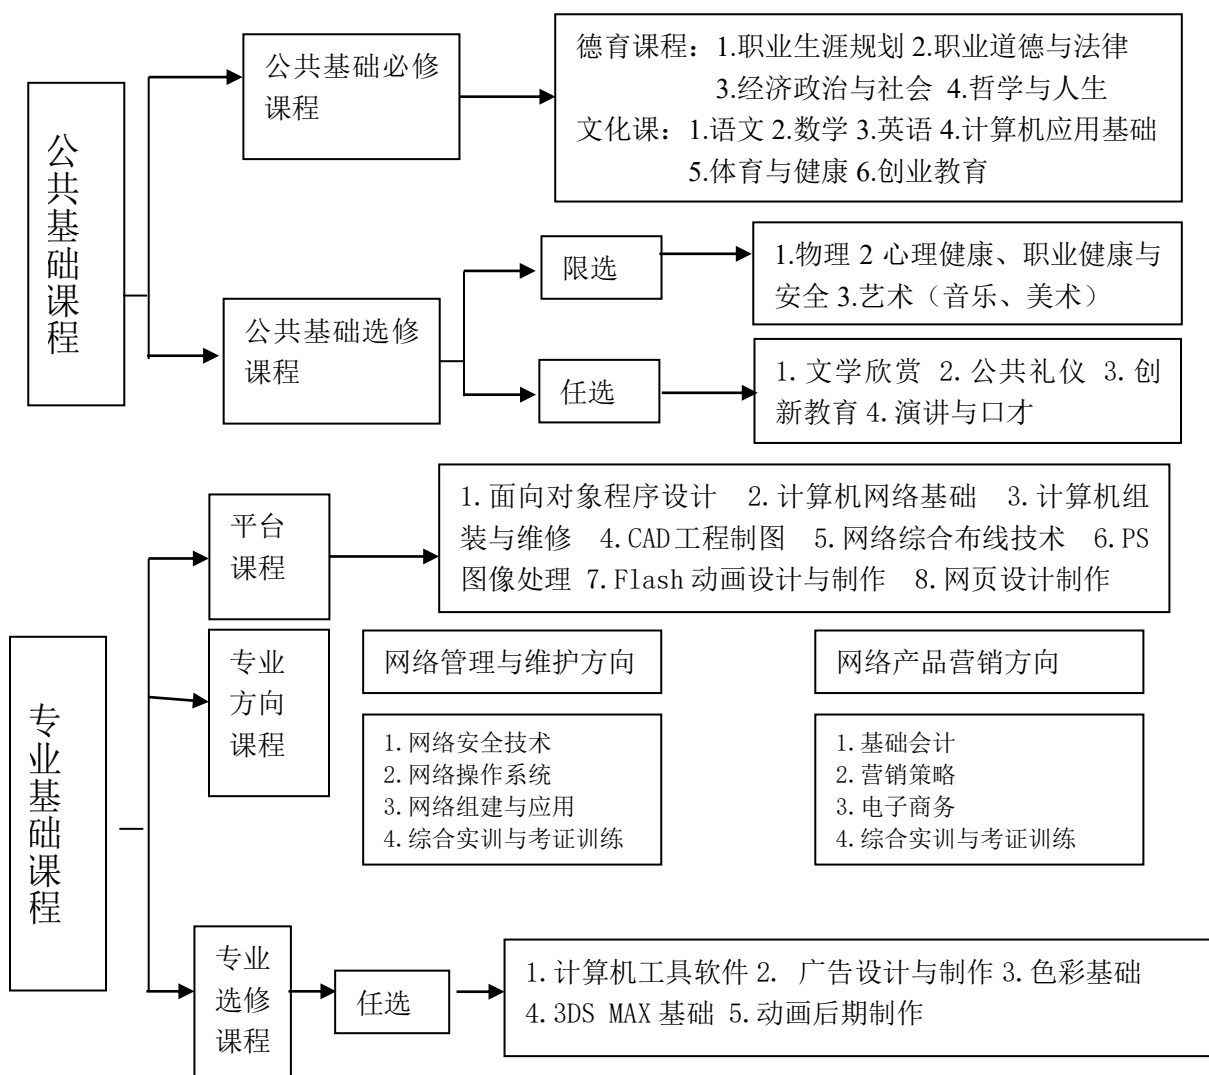 公共基础课程
公共基础必修
课程
德育课程：1.职业生涯规划 2.职业道德与法律
3.经济政治与社会 4.哲学与人生
文化课：1.语文 2.数学 3.英语 4.计算机应用基础
5.体育与健康 6.创业教育
公共基础选修
课程
限选
1.物理 2 心理健康、职业健康与
安全 3.艺术（音乐、美术）
任选
1.文学欣赏 2.公共礼仪 3.创
新教育 4.演讲与口才
专业基础课程
平台
课程
1.面向对象程序设计 2.计算机网络基础 3.计算机组
装与维修 4.CAD工程制图 5.网络综合布线技术 6.PS
图像处理 7.Flash 动画设计与制作 8.网页设计制作
专业
方向
课程
网络管理与维护方向
1.网络安全技术
2.网络操作系统
3.网络组建与应用
4.综合实训与考证训练
网络产品营销方向
1.基础会计
2.营销策略
3.电子商务
4.综合实训与考证训练
专业
选修
课程
任选
1.计算机工具软件 2. 广告设计与制作 3.色彩基础
4.3DS MAX 基础 5.动画后期制作